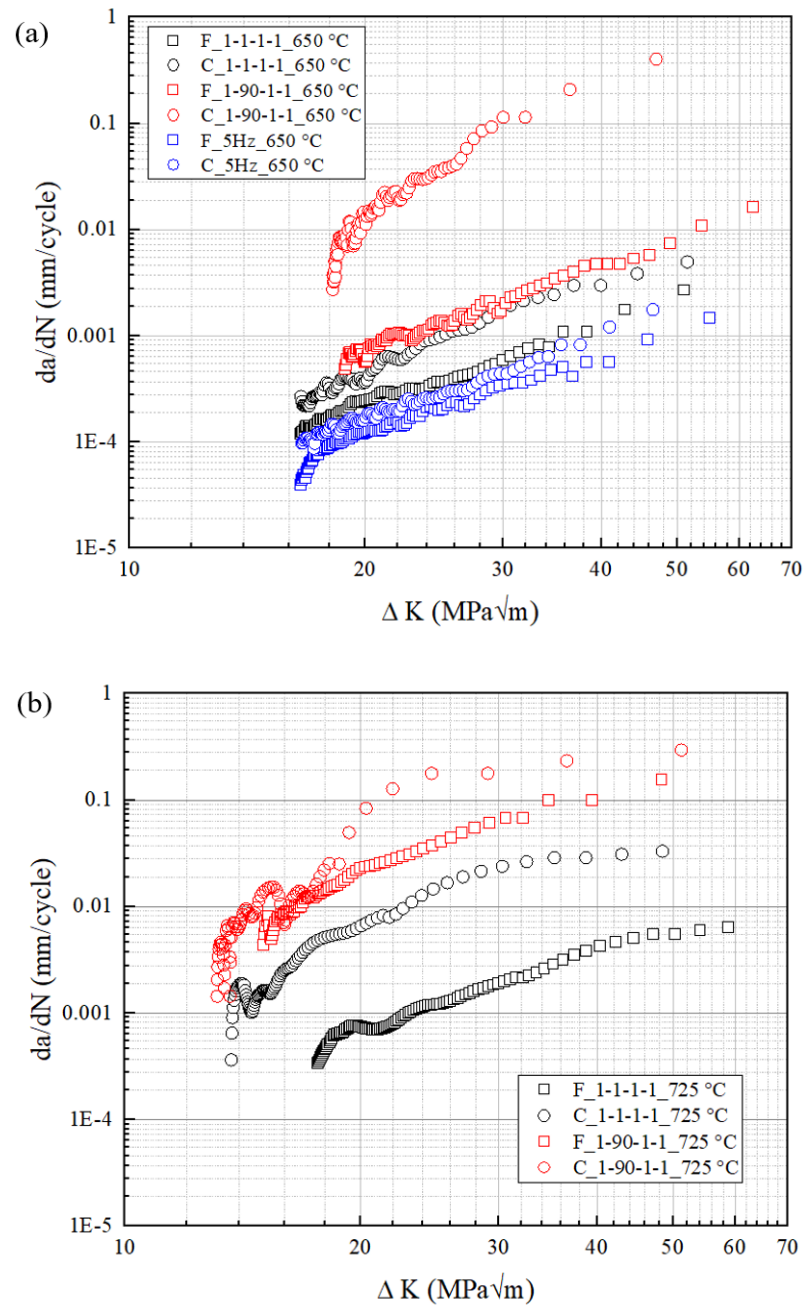 (a)
F_1-1-1-1_650 °C
C_1-1-1-1_650 °C
F_1-90-1-1_650 °C
C_1-90-1-1_650 °C
F_5Hz_650 °C
C_5Hz_650 °C
da/dN (mm/cycle)
1
0.1
0.01
0.001
1E-4
1E-5
10 20 30 40 50 60 70
Δ K (MPa√m)
(b)
da/dN (mm/cycle)
1
0.1
0.01
0.001
1E-4
1E-5
F_1-1-1-1_725 °C
C_1-1-1-1_725 °C
F_1-90-1-1_725 °C
C_1-90-1-1_725 °C
10 20 30 40 50 60 70
Δ K (MPa√m)